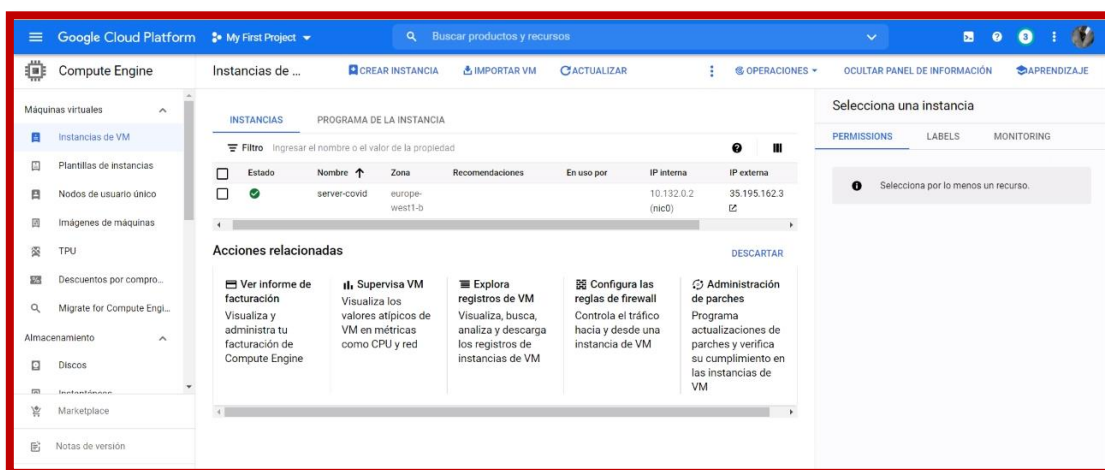 Google Cloud Platform
My First Project
Buscar productos y recursos
3
Compute Engine
Instancias de ...
CREAR INSTANCIA
IMPORTAR VM
ACTUALIZAR
OPERACIONES
OCULTAR PANEL DE INFORMACIÓN
APRENDIZAJE
Máquinas virtuales
Instancias de VM
Plantillas de instancias
Nodos de usuario único
Imágenes de máquinas
TPU
Descuentos por compro...
Migrate for Compute Engi...
Almacenamiento
Discos
Instantáneas
Marketplace
Notas de versión
INSTANCIAS
PROGRAMA DE LA INSTANCIA
Filtro Ingresar el nombre o el valor de la propiedad
Estado Nombre Zona Recomendaciones En uso por IP interna IP externa
server-covid europe- 10.132.0.2 35.195.162.3
west1-b (nic0)
Acciones relacionadas
DESCARTAR
Ver informe de
facturación
Visualiza y
administra tu
facturación de
Compute Engine
Supervisa VM
Visualiza los
valores atípicos de
VM en métricas
como CPU y red
Explora
registros de VM
Visualiza, busca,
analiza y descarga
los registros de
instancias de VM
Configura las
reglas de firewall
Controla el tráfico
hacia y desde una
instancia de VM
Administración
de parches
Programa
actualizaciones de
parches y verifica
su cumplimiento en
las instancias de
VM
Selecciona una instancia
PERMISSIONS
LABELS
MONITORING
Selecciona por lo menos un recurso.